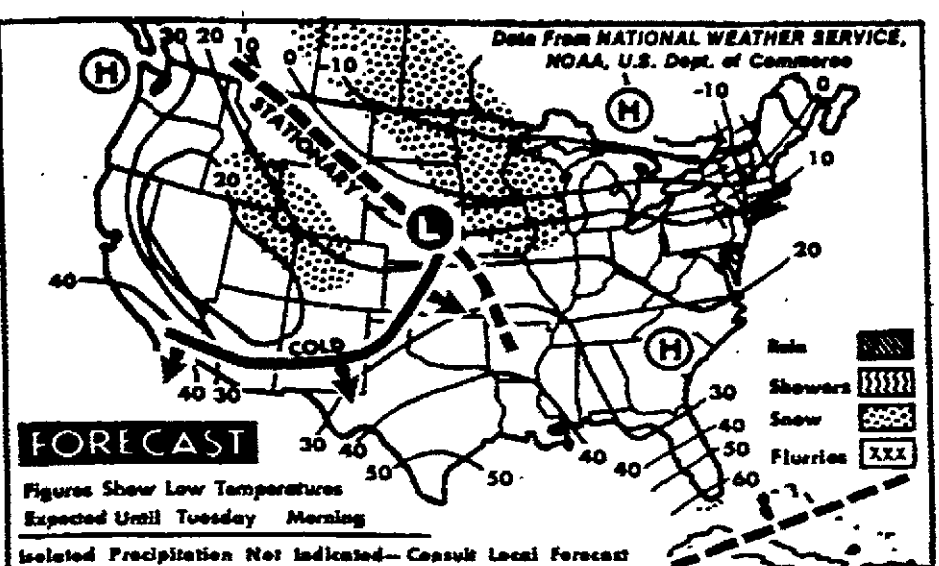 Data From NATIONAL WEATHER SERVICE,
NOAA, U.S. Dept. of Commerce
30 20 10 0 -10
H
H
-10
0
10
STATIONARY
20
L
20
40
COLD
H
40 30
30 40
50
50
40
40
30
40
50
60
Rain
Showers
Snow
Flurries
FORECAST
Figures Show Low Temperatures
Expected Until Tuesday Morning
Isolated Precipitation Not Indicated— Consult Local Forecast